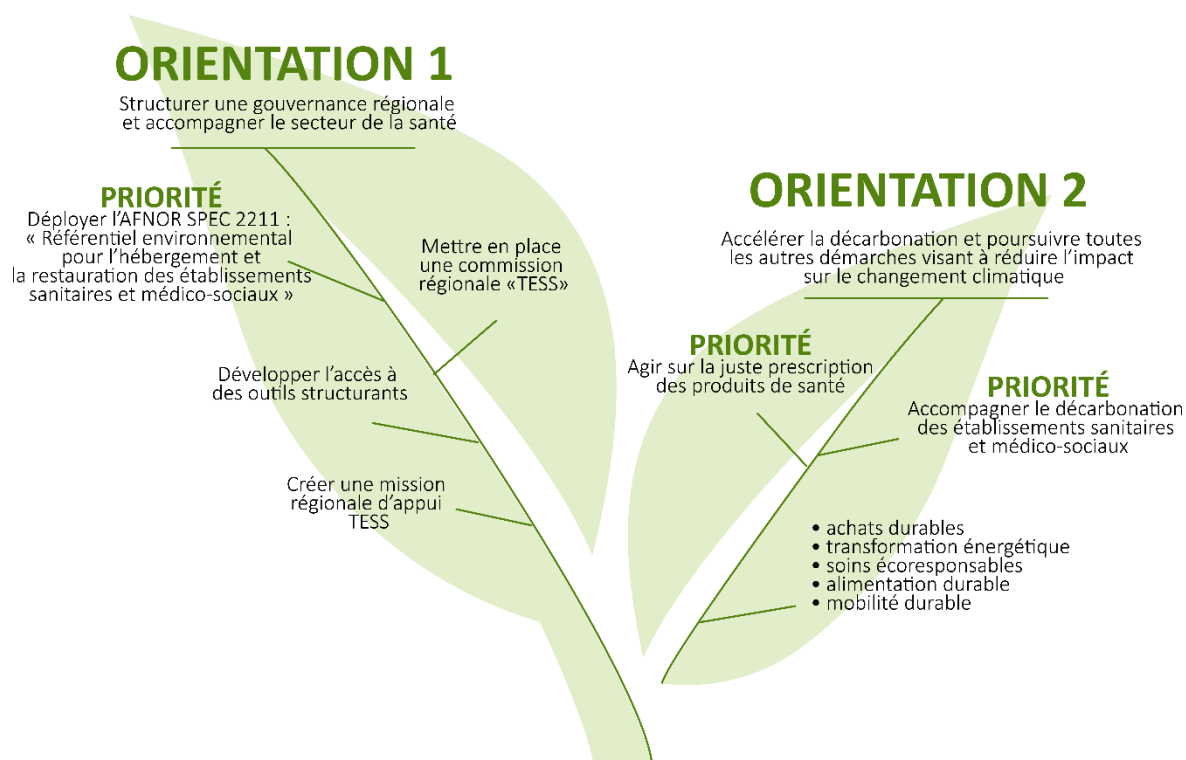 ORIENTATION 1
Structurer une gouvernance régionale
et accompagner le secteur de la santé
PRIORITÉ
Déployer l’AFNOR SPEC 2211 :
« Référentiel environnemental
pour l’hébergement et
la restauration des établissements
sanitaires et médico-sociaux »
Mettre en place
une commission
régionale «TESS»
Développer l’accès à
des outils structurants
Créer une mission
régionale d’appui
TESS
ORIENTATION 2
Accélérer la décarbonation et poursuivre toutes
les autres démarches visant à réduire l’impact
sur le changement climatique
PRIORITÉ
Agir sur la juste prescription
des produits de santé
PRIORITÉ
Accompagner le décarbonation
des établissements sanitaires
et médico-sociaux
• achats durables
• transformation énergétique
• soins écoresponsables
• alimentation durable
• mobilité durable